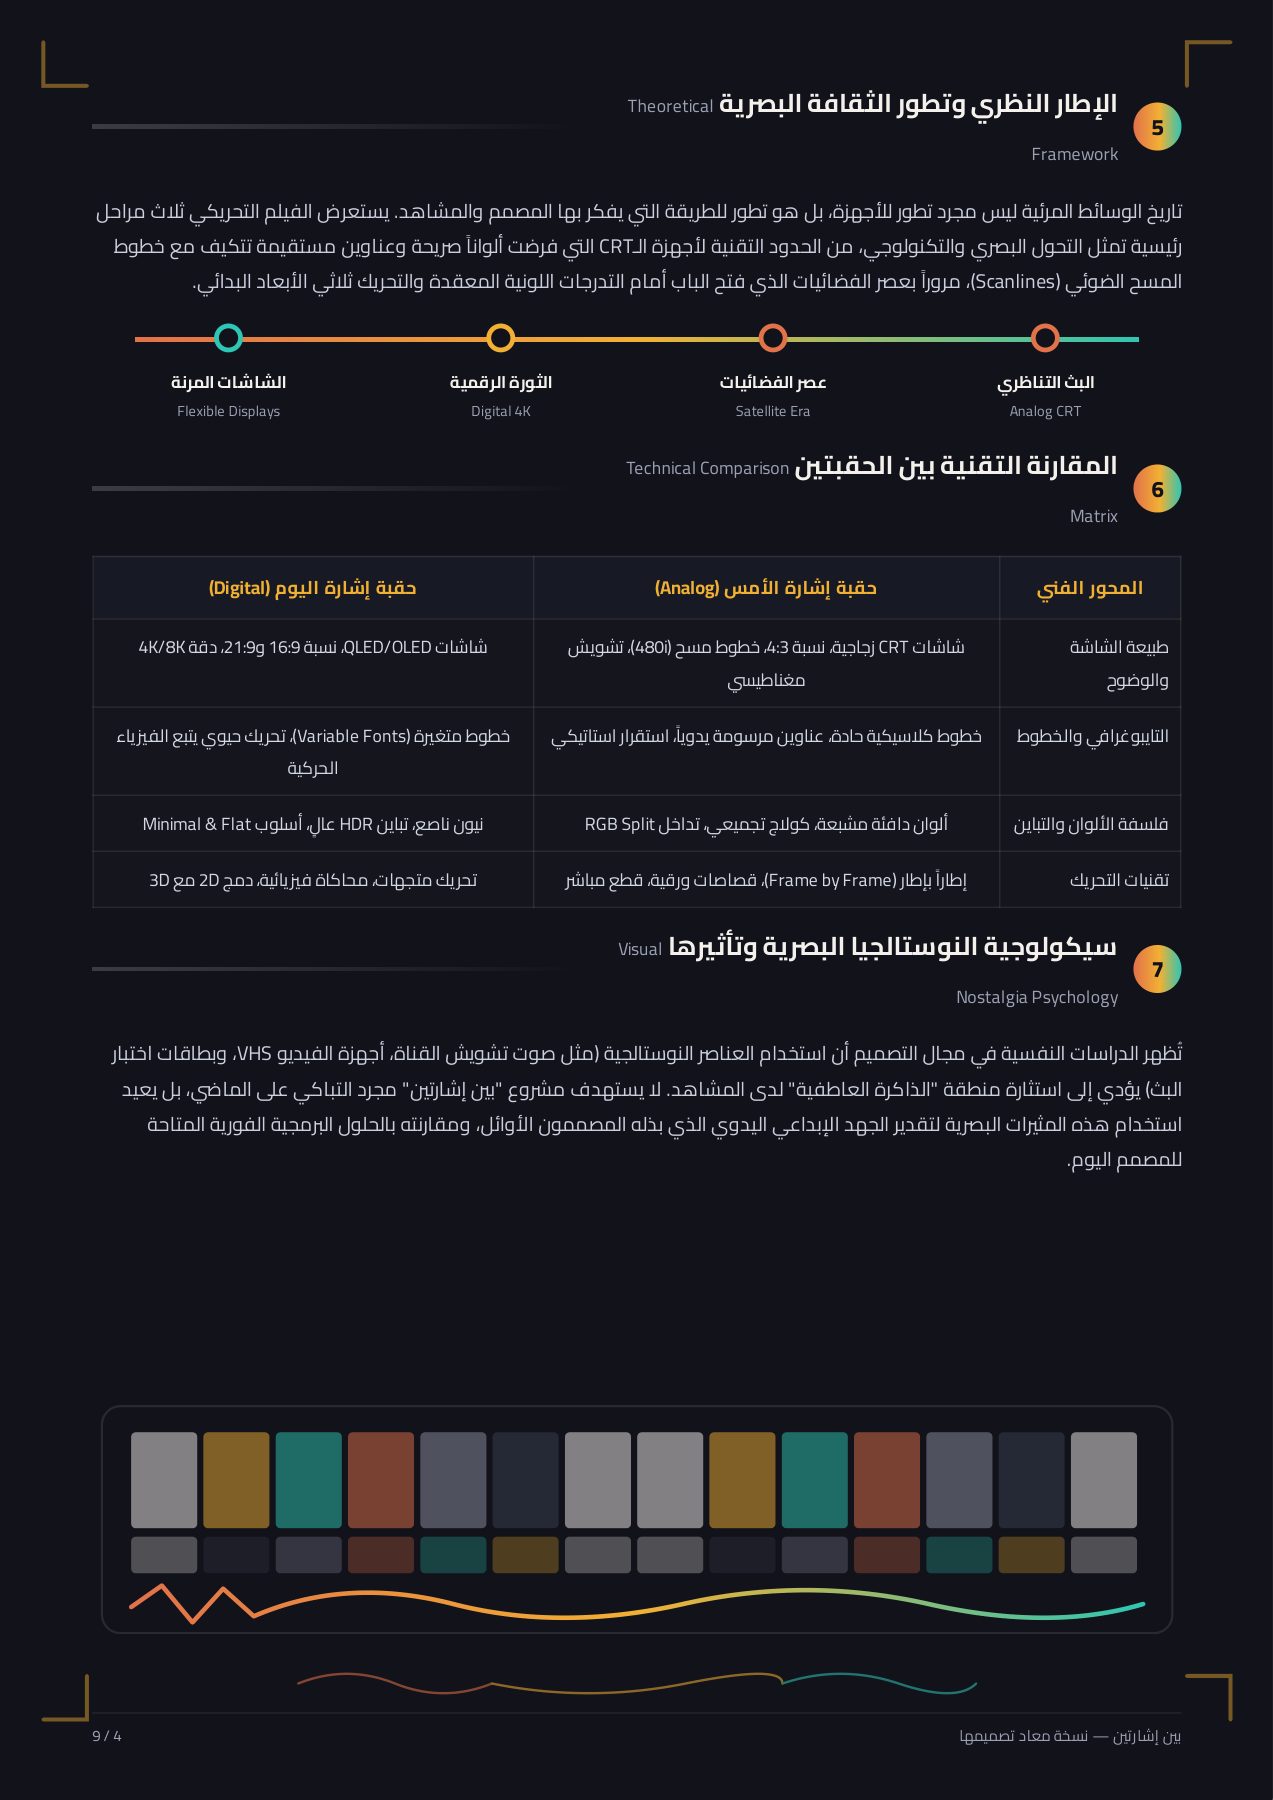 5
الإطار النظري وتطور الثقافة البصرية Theoretical
Framework
تاريخ الوسائط المرئية ليس مجرد تطور للأجهزة، بل هو تطور للطريقة التي يفكر بها المصمم والمشاهد. يستعرض الفيلم التحريكي ثلاث مراحل
رئيسية تمثل التحول البصري والتكنولوجي، من الحدود التقنية لأجهزة الـCRT التي فرضت ألواناً صريحة وعناوين مستقيمة تتكيف مع خطوط
المسح الضوئي (Scanlines)، مروراً بعصر الفضائيات الذي فتح الباب أمام التدرجات اللونية المعقدة والتحريك ثلاثي الأبعاد البدائي.
البث التناظري
Analog CRT
عصر الفضائيات
Satellite Era
الثورة الرقمية
Digital 4K
الشاشات المرنة
Flexible Displays
6
المقارنة التقنية بين الحقبتين Technical Comparison
Matrix
المحور الفني
حقبة إشارة الأمس (Analog)
حقبة إشارة اليوم (Digital)
طبيعة الشاشة
والوضوح
شاشات CRT زجاجية، نسبة 4:3، خطوط مسح (480i)، تشويش
مغناطيسي
شاشات QLED/OLED، نسبة 16:9 و21:9، دقة 4K/8K
التايبوغرافي والخطوط
خطوط كلاسيكية حادة، عناوين مرسومة يدوياً، استقرار استاتيكي
خطوط متغيرة (Variable Fonts)، تحريك حيوي يتبع الفيزياء
الحركية
فلسفة الألوان والتباين
ألوان دافئة مشبعة، كولاج تجميعي، تداخل RGB Split
نيون ناصع، تباين HDR عالٍ، أسلوب Minimal & Flat
تقنيات التحريك
إطاراً بإطار (Frame by Frame)، قصاصات ورقية، قطع مباشر
تحريك متجهات، محاكاة فيزيائية، دمج 2D مع 3D
7
سيكولوجية النوستالجيا البصرية وتأثيرها Visual
Nostalgia Psychology
تُظهر الدراسات النفسية في مجال التصميم أن استخدام العناصر النوستالجية (مثل صوت تشويش القناة، أجهزة الفيديو VHS، وبطاقات اختبار
البث) يؤدي إلى استثارة منطقة "الذاكرة العاطفية" لدى المشاهد. لا يستهدف مشروع "بين إشارتين" مجرد التباكي على الماضي، بل يعيد
استخدام هذه المثيرات البصرية لتقدير الجهد الإبداعي اليدوي الذي بذله المصممون الأوائل، ومقارنته بالحلول البرمجية الفورية المتاحة
للمصمم اليوم.
بين إشارتين — نسخة معاد تصميمها
9 / 4